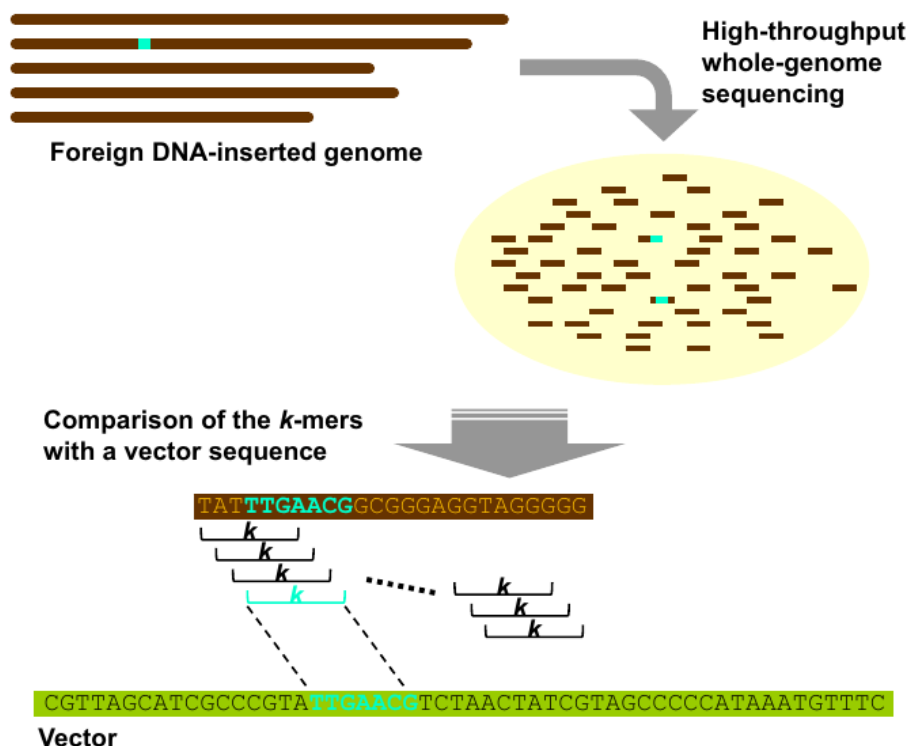 High-throughput
whole-genome
sequencing
Foreign DNA-inserted genome
Comparison of the k-mers
with a vector sequence
TATTTGAACGGCGGGAGGTAGGGGG
k
k
k
k
k
k
k
CGTTAGCATCGCCCGTATTGAACGTCTAACTATCGTAGCCCCCATAAATGTTTC
Vector